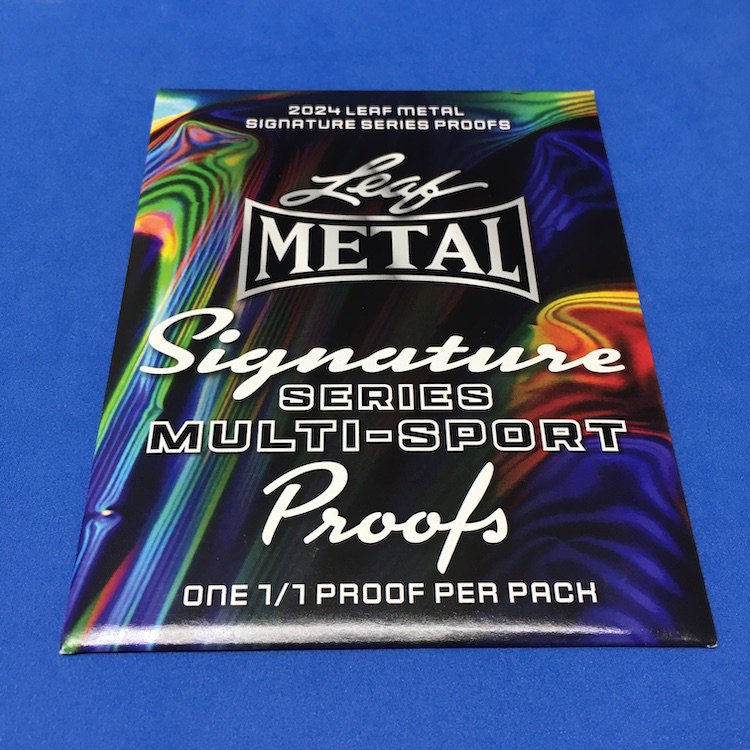 2024 LEAF METAL
SIGNATURE SERIES PROOFS
Leaf
METAL
Signature
SERIES
MULTI-SPORT
Proofs
ONE 1/1 PROOF PER PACK